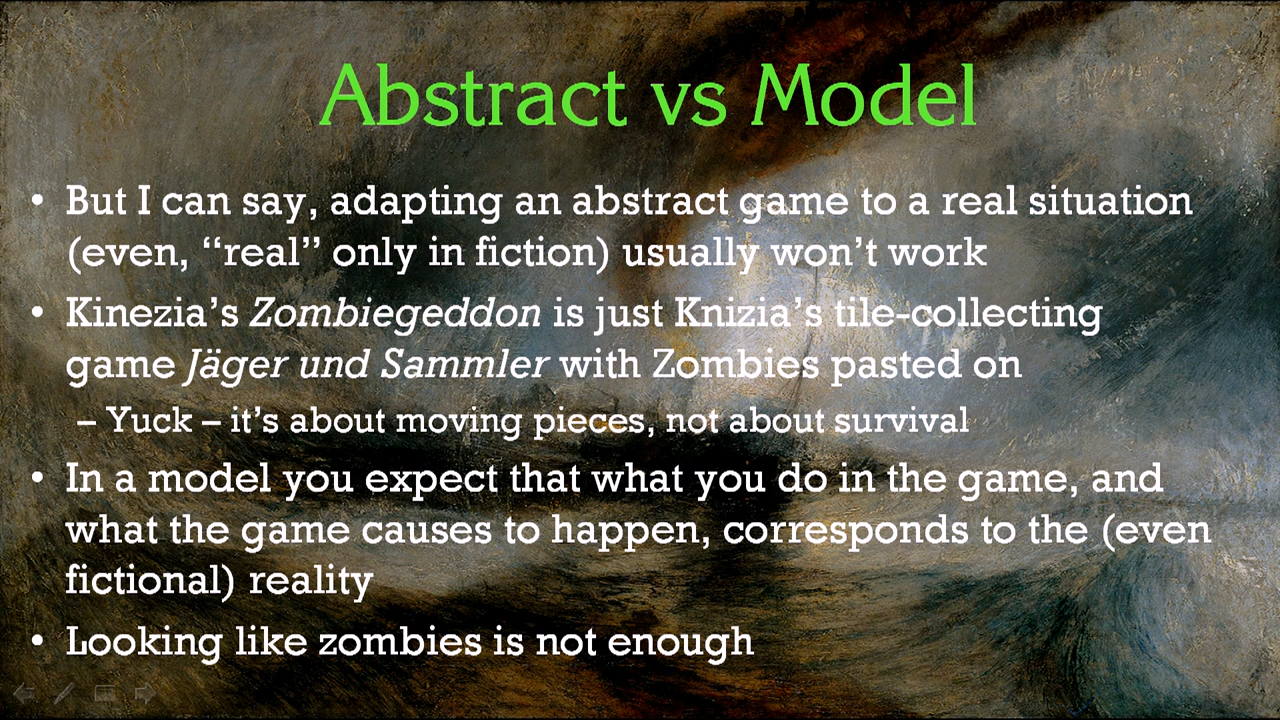 Abstract vs Model
• But I can say, adapting an abstract game to a real situation
(even, “real” only in fiction) usually won’t work
• Kinezia’s Zombiegeddon is just Knizia’s tile-collecting
game Jäger und Sammler with Zombies pasted on
– Yuck – it’s about moving pieces, not about survival
• In a model you expect that what you do in the game, and
what the game causes to happen, corresponds to the (even
fictional) reality
• Looking like zombies is not enough